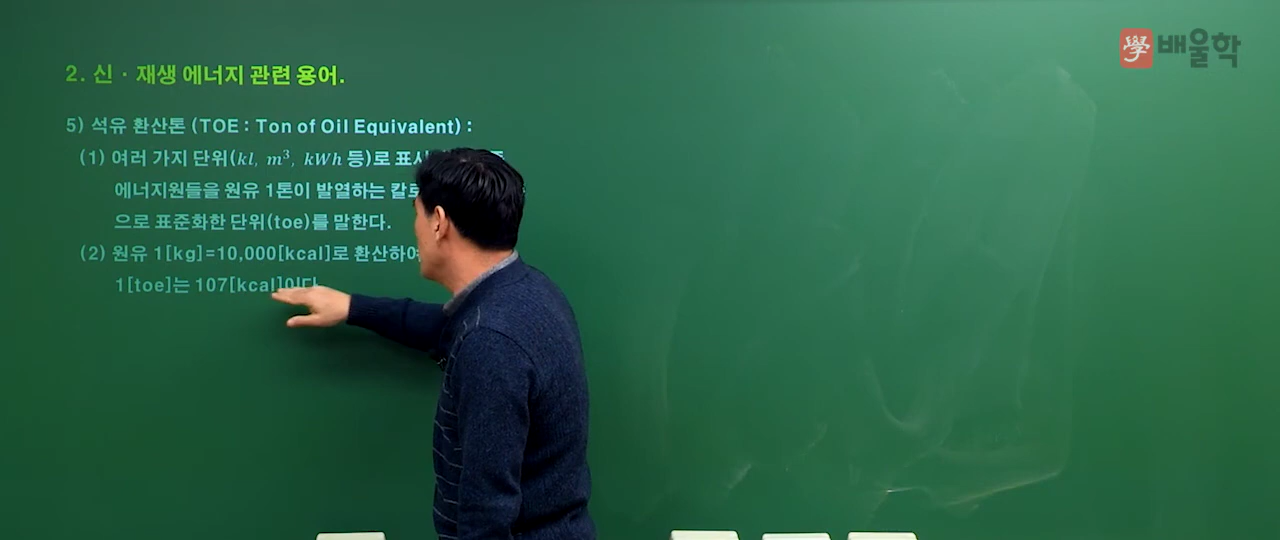 學 배울학
2. 신 · 재생 에너지 관련 용어.
5) 석유 환산톤 (TOE : Ton of Oil Equivalent) :
(1) 여러 가지 단위(kl, m³, kWh 등)로 표시
에너지원들을 원유 1톤이 발열하는 칼로
으로 표준화한 단위(toe)를 말한다.
(2) 원유 1[kg]=10,000[kcal]로 환산하여
1[toe]는 107[kcal]이다